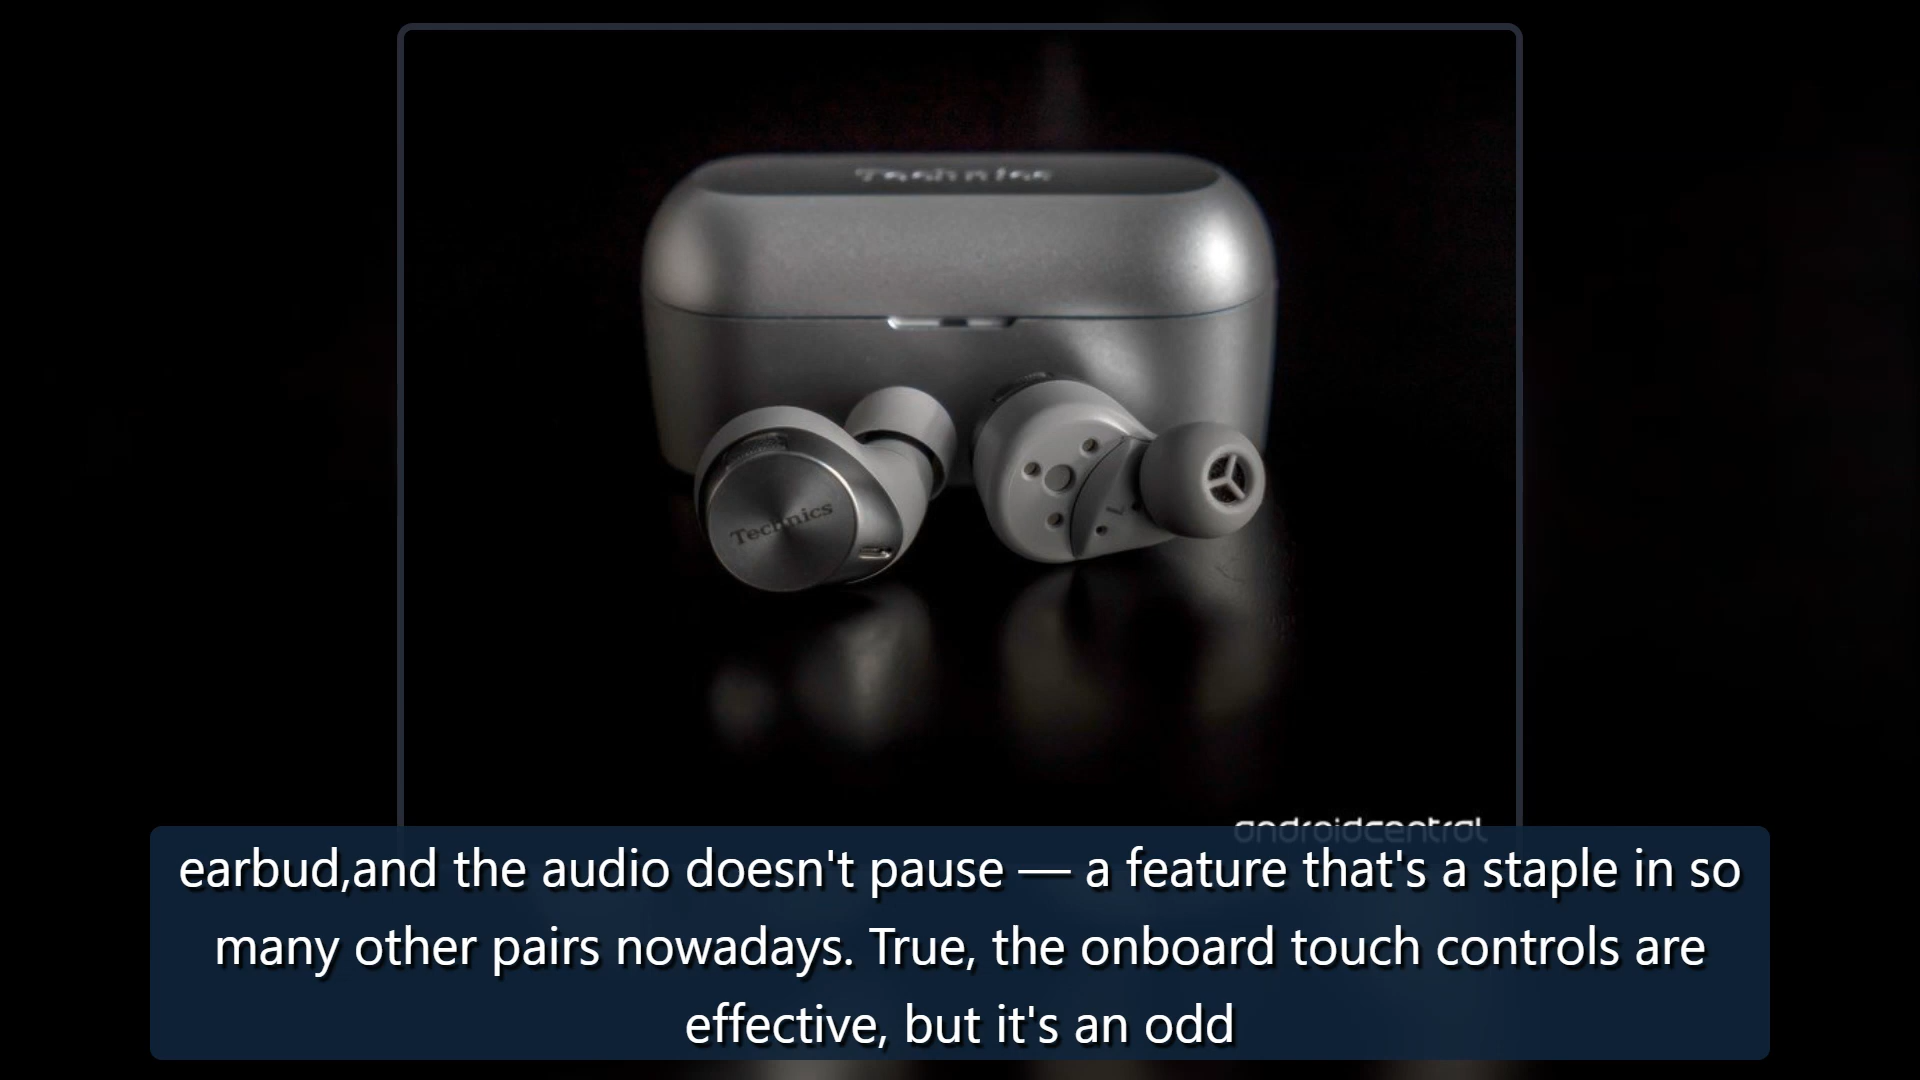 Technics
Technics
L
androidcentral
earbud,and the audio doesn't pause — a feature that's a staple in so
many other pairs nowadays. True, the onboard touch controls are
effective, but it's an odd